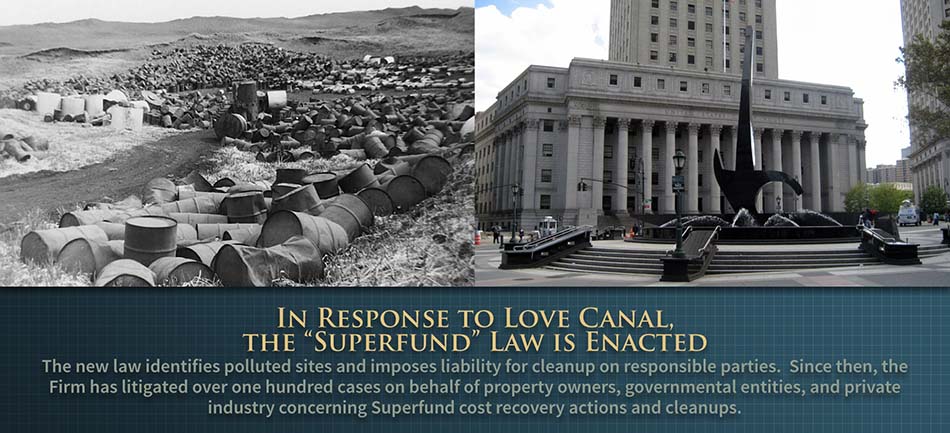 In Response to Love Canal,
the “Superfund” Law is Enacted
The new law identifies polluted sites and imposes liability for cleanup on responsible parties.  Since then, the
Firm has litigated over one hundred cases on behalf of property owners, governmental entities, and private
industry concerning Superfund cost recovery actions and cleanups.